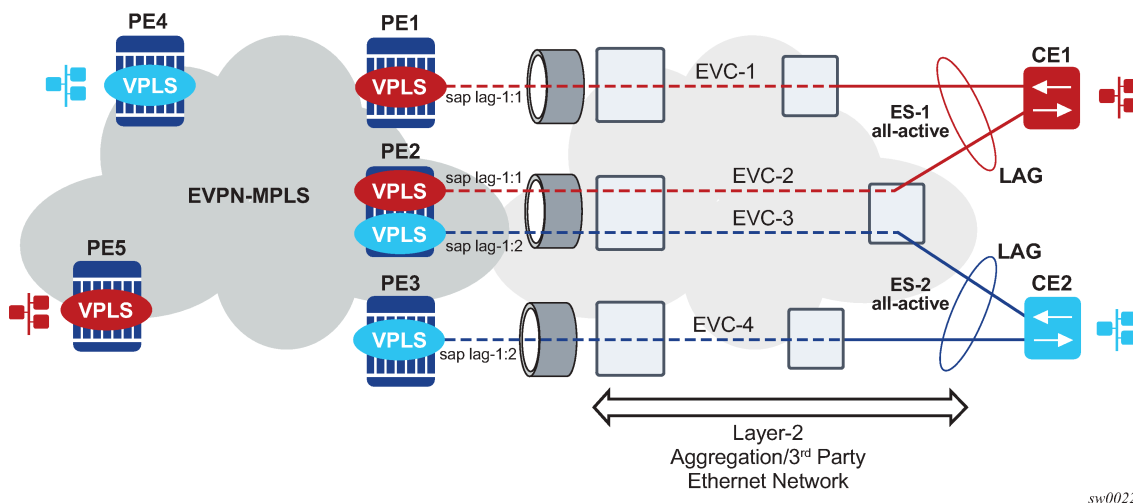 PE4
VPLS
PE1
VPLS
sap lag-1:1
EVC-1
CE1
ES-1
all-active
PE2
VPLS
sap lag-1:1
EVC-2
LAG
EVPN-MPLS
VPLS
sap lag-1:2
EVC-3
PE5
VPLS
LAG
ES-2
all-active
CE2
PE3
VPLS
sap lag-1:2
EVC-4
Layer-2
Aggregation/3rd Party
Ethernet Network
sw0022